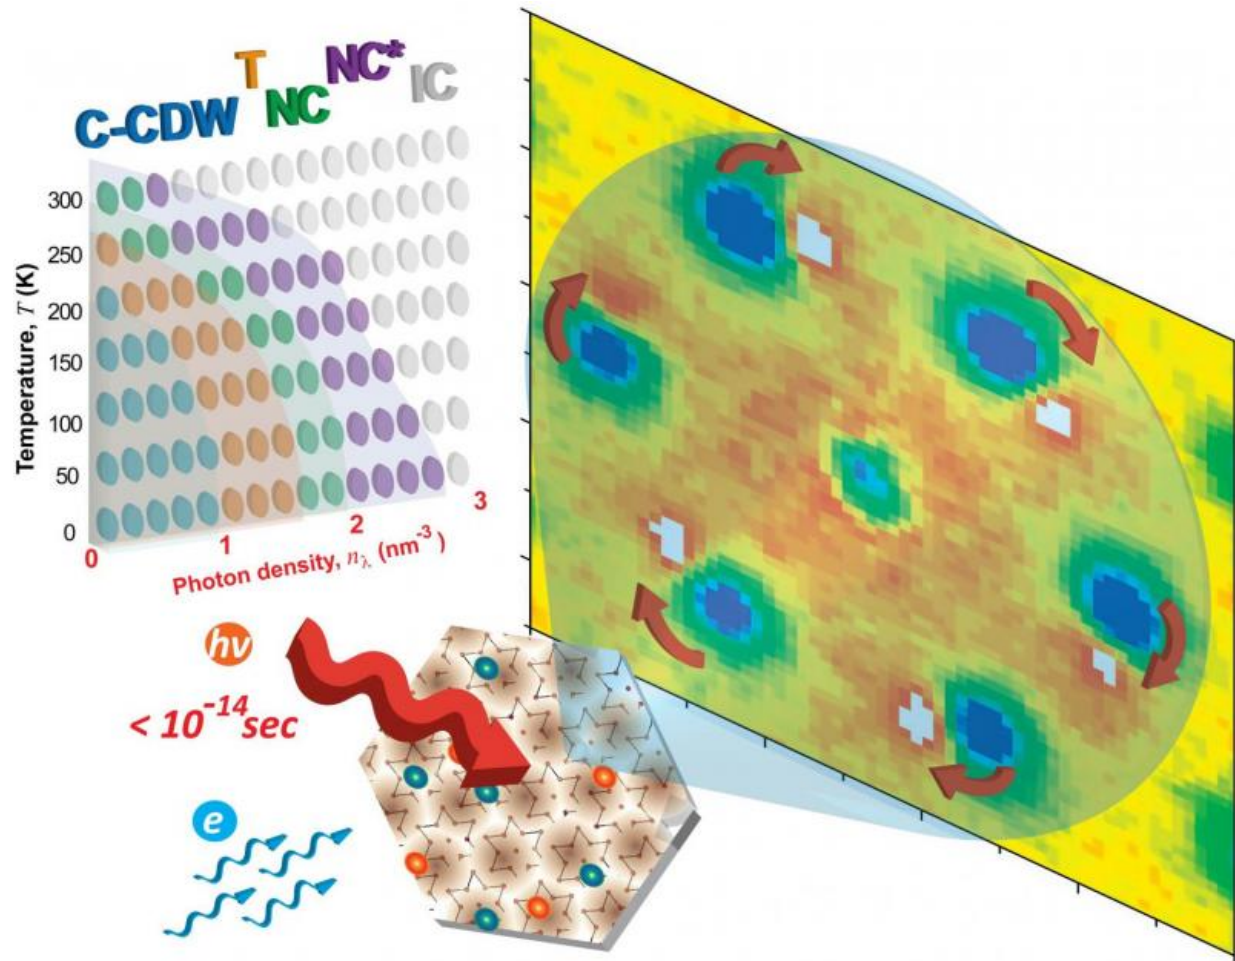 C-CDW T NC NC* IC
Temperature, T (K)
300
250
200
150
100
50
0
0 1 2 3
Photon density, nλ (nm⁻³)
hν
< 10⁻¹⁴sec
e